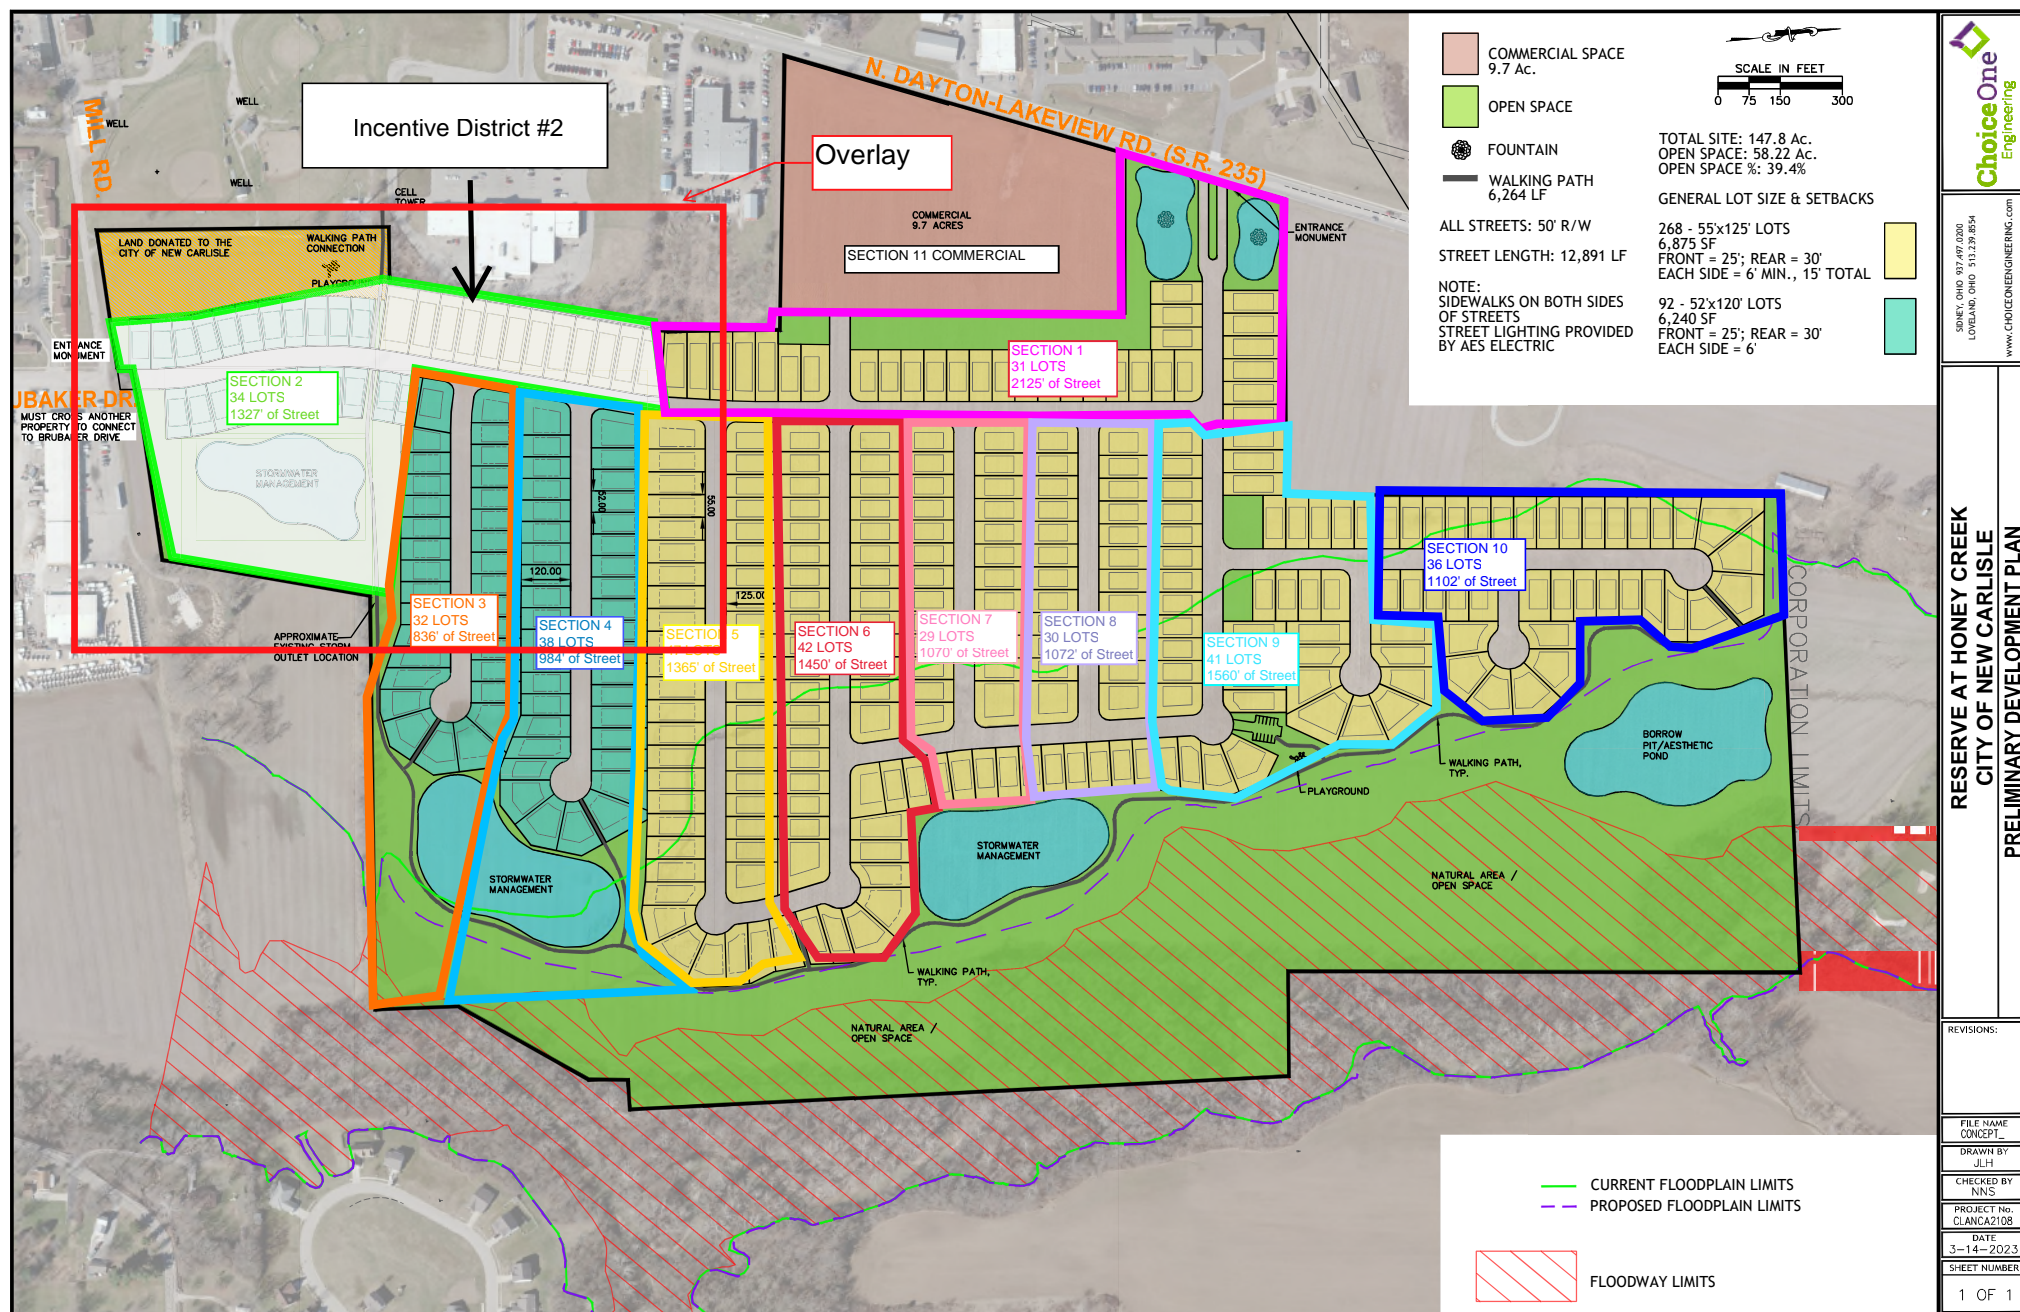 MILL RD.
WELL
WELL
WELL
Incentive District #2
CELL
TOWER
Overlay
N. DAYTON-LAKEVIEW RD. (S.R. 235)
LAND DONATED TO THE
CITY OF NEW CARLISLE
WALKING PATH
CONNECTION
PLAYGROUND
COMMERCIAL
9.7 ACRES
SECTION 11 COMMERCIAL
ENTRANCE
MONUMENT
ENTRANCE
MONUMENT
UBAKER DR.
MUST CROSS ANOTHER
PROPERTY TO CONNECT
TO BRUBAKER DRIVE
SECTION 2
34 LOTS
1327' of Street
STORMWATER
MANAGEMENT
SECTION 1
31 LOTS
2125' of Street
52.00
55.00
120.00
125.00
SECTION 3
32 LOTS
836' of Street
SECTION 4
38 LOTS
984' of Street
SECTION 5
1365' of Street
SECTION 6
42 LOTS
1450' of Street
SECTION 7
29 LOTS
1070' of Street
SECTION 8
30 LOTS
1072' of Street
SECTION 9
41 LOTS
1560' of Street
SECTION 10
36 LOTS
1102' of Street
APPROXIMATE
EXISTING STORM
OUTLET LOCATION
STORMWATER
MANAGEMENT
STORMWATER
MANAGEMENT
WALKING PATH,
TYP.
PLAYGROUND
WALKING PATH,
TYP.
BORROW
PIT/AESTHETIC
POND
NATURAL AREA /
OPEN SPACE
NATURAL AREA /
OPEN SPACE
CORPORATION LIMITS
COMMERCIAL SPACE
9.7 Ac.
OPEN SPACE
FOUNTAIN
WALKING PATH
6,264 LF
ALL STREETS: 50' R/W
STREET LENGTH: 12,891 LF
NOTE:
SIDEWALKS ON BOTH SIDES
OF STREETS
STREET LIGHTING PROVIDED
BY AES ELECTRIC
SCALE IN FEET
0 75 150 300
TOTAL SITE: 147.8 Ac.
OPEN SPACE: 58.22 Ac.
OPEN SPACE %: 39.4%
GENERAL LOT SIZE & SETBACKS
268 - 55'x125' LOTS
6,875 SF
FRONT = 25'; REAR = 30'
EACH SIDE = 6' MIN., 15' TOTAL
92 - 52'x120' LOTS
6,240 SF
FRONT = 25'; REAR = 30'
EACH SIDE = 6'
CURRENT FLOODPLAIN LIMITS
PROPOSED FLOODPLAIN LIMITS
FLOODWAY LIMITS
ChoiceOne
Engineering
SIDNEY, OHIO 937.497.0200
LOVELAND, OHIO 513.239.8554
www.CHOICEONEENGINEERING.com
RESERVE AT HONEY CREEK
CITY OF NEW CARLISLE
PRELIMINARY DEVELOPMENT PLAN
REVISIONS:
FILE NAME
CONCEPT_
DRAWN BY
JLH
CHECKED BY
NNS
PROJECT No.
CLANCA2108
DATE
3-14-2023
SHEET NUMBER
1 OF 1